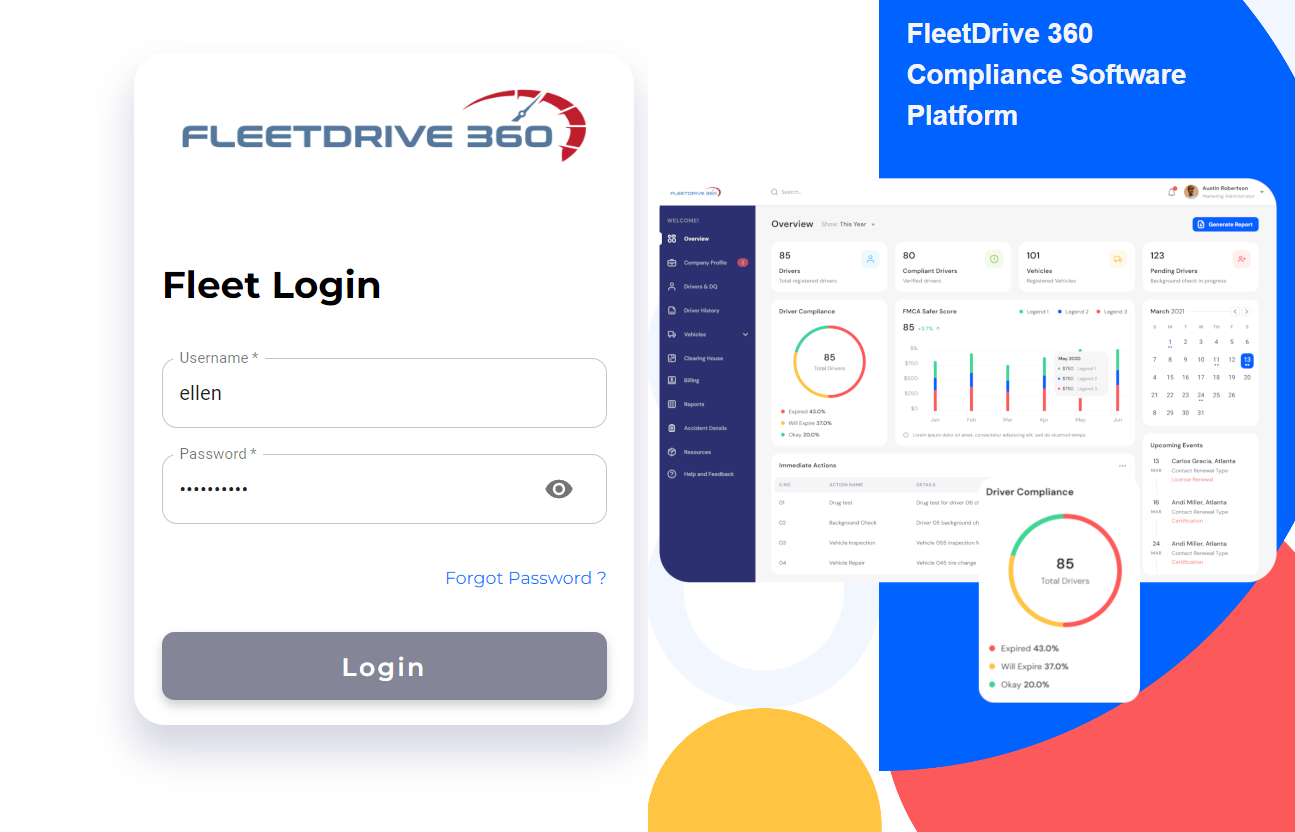 FLEETDRIVE 360
Fleet Login
Username *
ellen
Password *
••••••••••
Forgot Password ?
Login
FleetDrive 360
Compliance Software
Platform
FLEETDRIVE 360
Search...
Austin Robertson
Marketing Administrator
WELCOME!
Overview
Company Profile
Drivers & DQ
Driver History
Vehicles
Clearing House
Billing
Reports
Accident Details
Resources
Help and Feedback
Overview Show: This Year
Generate Report
85
Drivers
Total registered drivers
80
Compliant Drivers
Verified drivers
101
Vehicles
Registered Vehicles
123
Pending Drivers
Background check in progress
Driver Compliance
85
Total Drivers
Expired 43.0%
Will Expire 37.0%
Okay 20.0%
FMCA Safer Score
Legend 1 Legend 2 Legend 3
85 +3.7%
$1k
$750
$500
$250
$0
Jan Feb Mar Apr May Jun
May 2020
$750 Legend 1
$750 Legend 2
$750 Legend 3
Lorem ipsum dolor sit amet, consectetur adipiscing elit, sed do eiusmod tempor
March 2021
S M T W TH F S
1 2 3 4 5 6
7 8 9 10 11 12 13
14 15 16 17 18 19 20
21 22 23 24 25 26
8 29 30 31
Immediate Actions
S.NO ACTION NAME DETAILS
01 Drug test Drug test for driver 06
02 Background Check Driver 05 background
03 Vehicle Inspection Vehicle 055 inspection
04 Vehicle Repair Vehicle 045 tire change
Upcoming Events
13 Carlos Gracia, Atlanta
MAR Contact Renewal Type
License Renewal
16 Andi Miller, Atlanta
MAR Contact Renewal Type
Certification
24 Andi Miller, Atlanta
MAR Contact Renewal Type
Certification
Driver Compliance
85
Total Drivers
Expired 43.0%
Will Expire 37.0%
Okay 20.0%